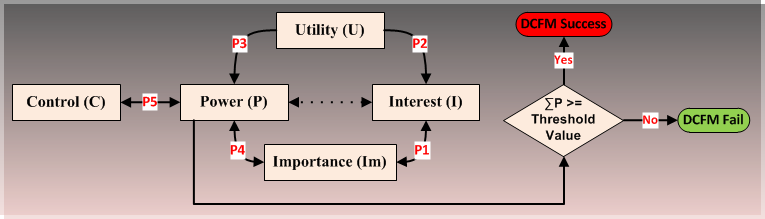 Utility (U)
DCFM Success
P3
P2
Yes
Control (C)
P5
Power (P)
Interest (I)
∑P >=
Threshold
Value
No
DCFM Fail
P4
P1
Importance (Im)